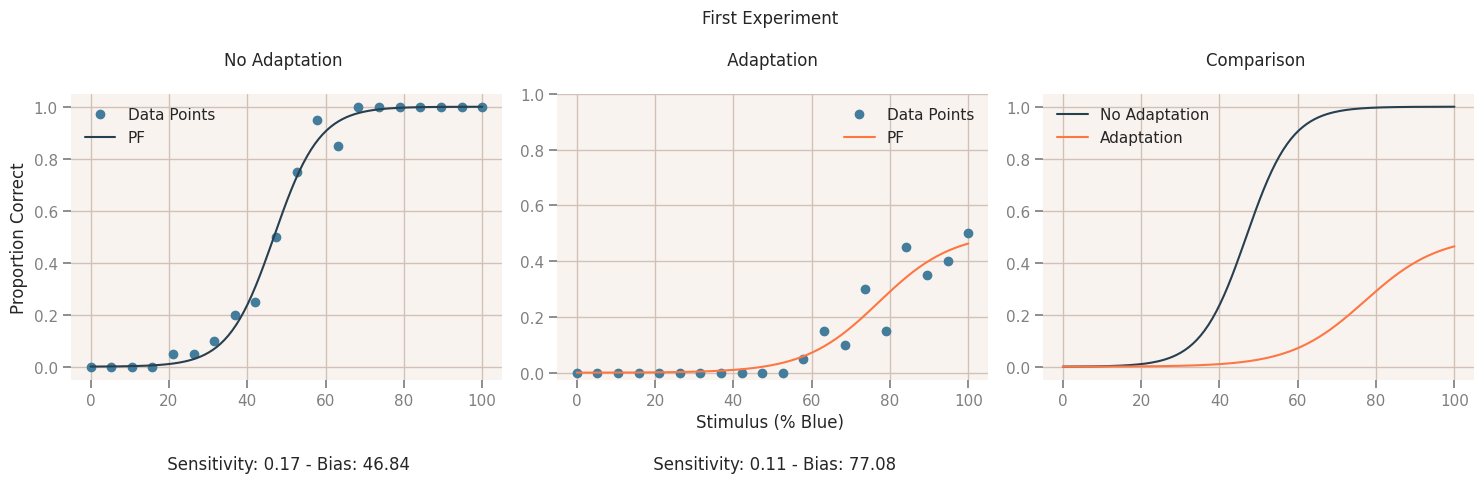 First Experiment
No Adaptation
Adaptation
Comparison
Proportion Correct
1.0
0.8
0.6
0.4
0.2
0.0
Data Points
PF
0 20 40 60 80 100
Sensitivity: 0.17 - Bias: 46.84
1.0
0.8
0.6
0.4
0.2
0.0
Data Points
PF
0 20 40 60 80 100
Stimulus (% Blue)
Sensitivity: 0.11 - Bias: 77.08
1.0
0.8
0.6
0.4
0.2
0.0
No Adaptation
Adaptation
0 20 40 60 80 100